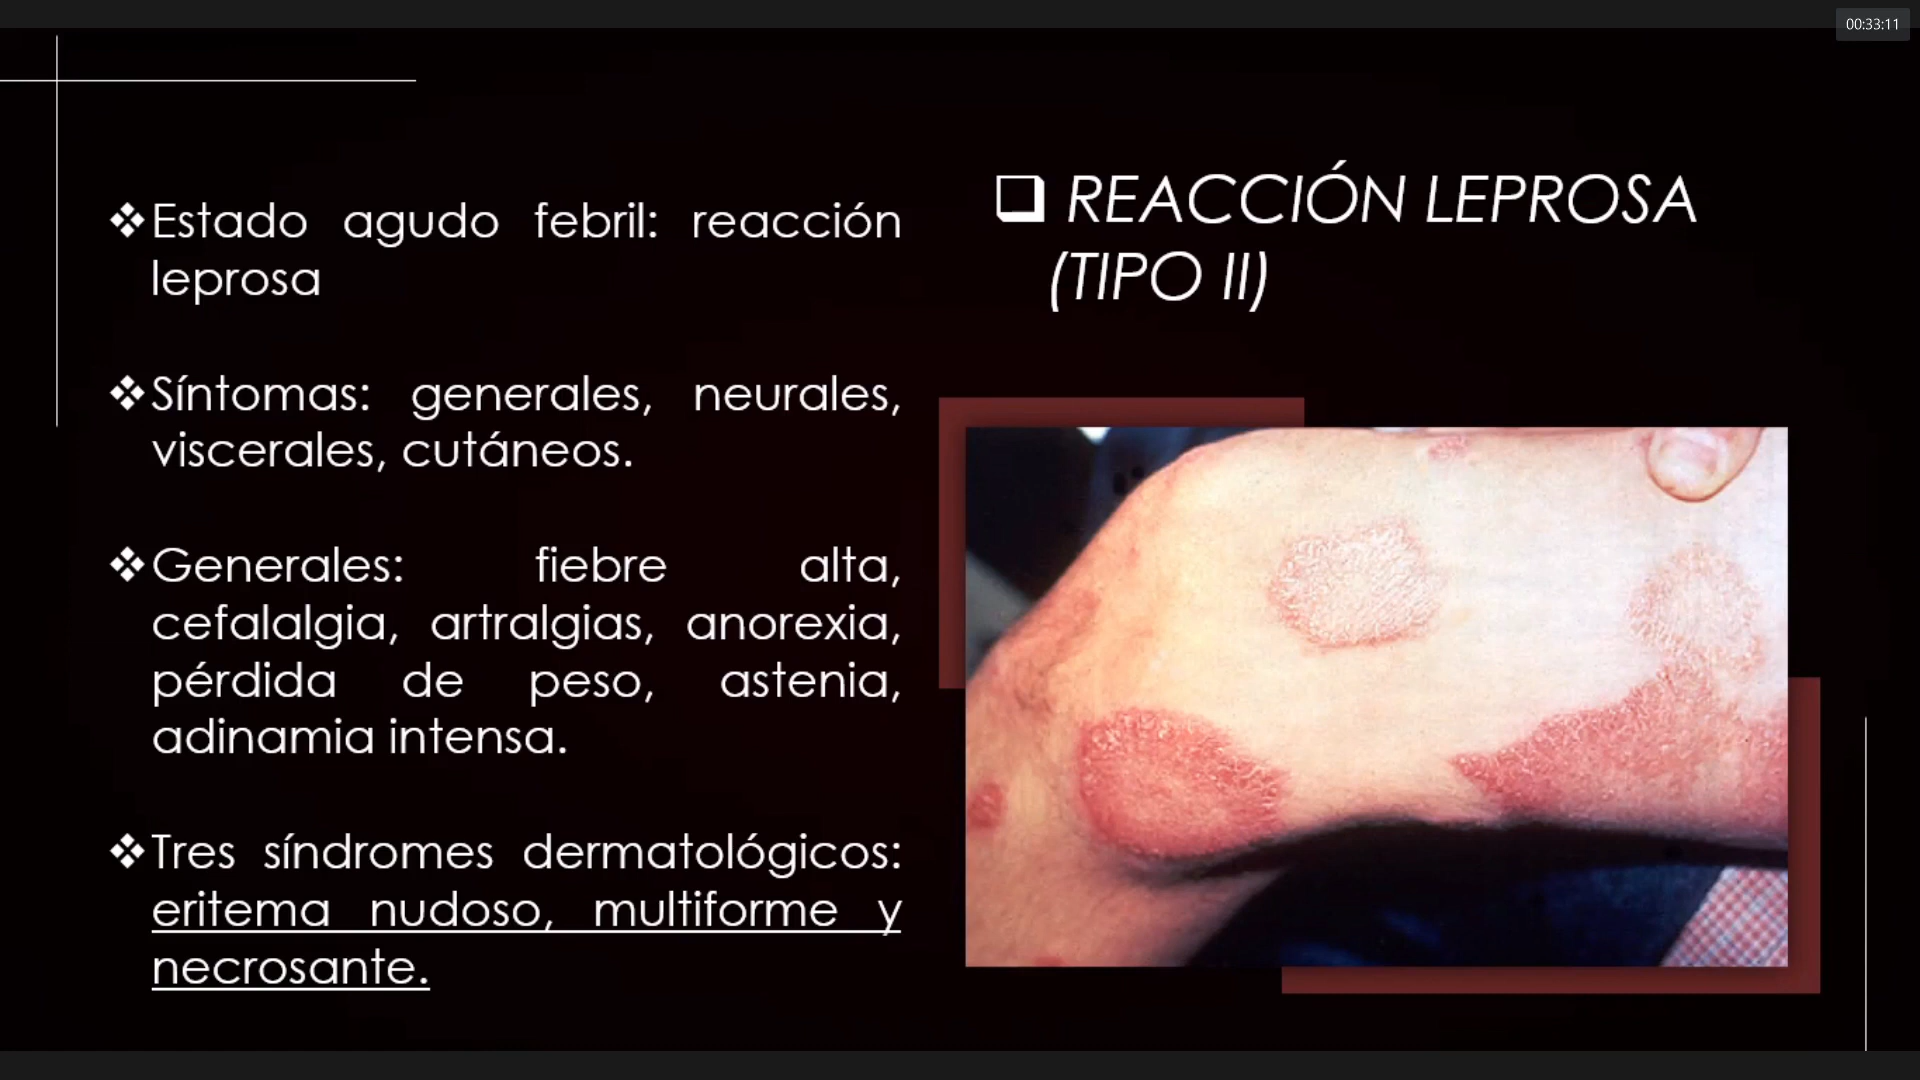 00:33:11
REACCIÓN LEPROSA
(TIPO II)
Estado agudo febril: reacción
leprosa
Síntomas: generales, neurales,
viscerales, cutáneos.
Generales: fiebre alta,
cefalalgia, artralgias, anorexia,
pérdida de peso, astenia,
adinamia intensa.
Tres síndromes dermatológicos:
eritema nudoso, multiforme y
necrosante.